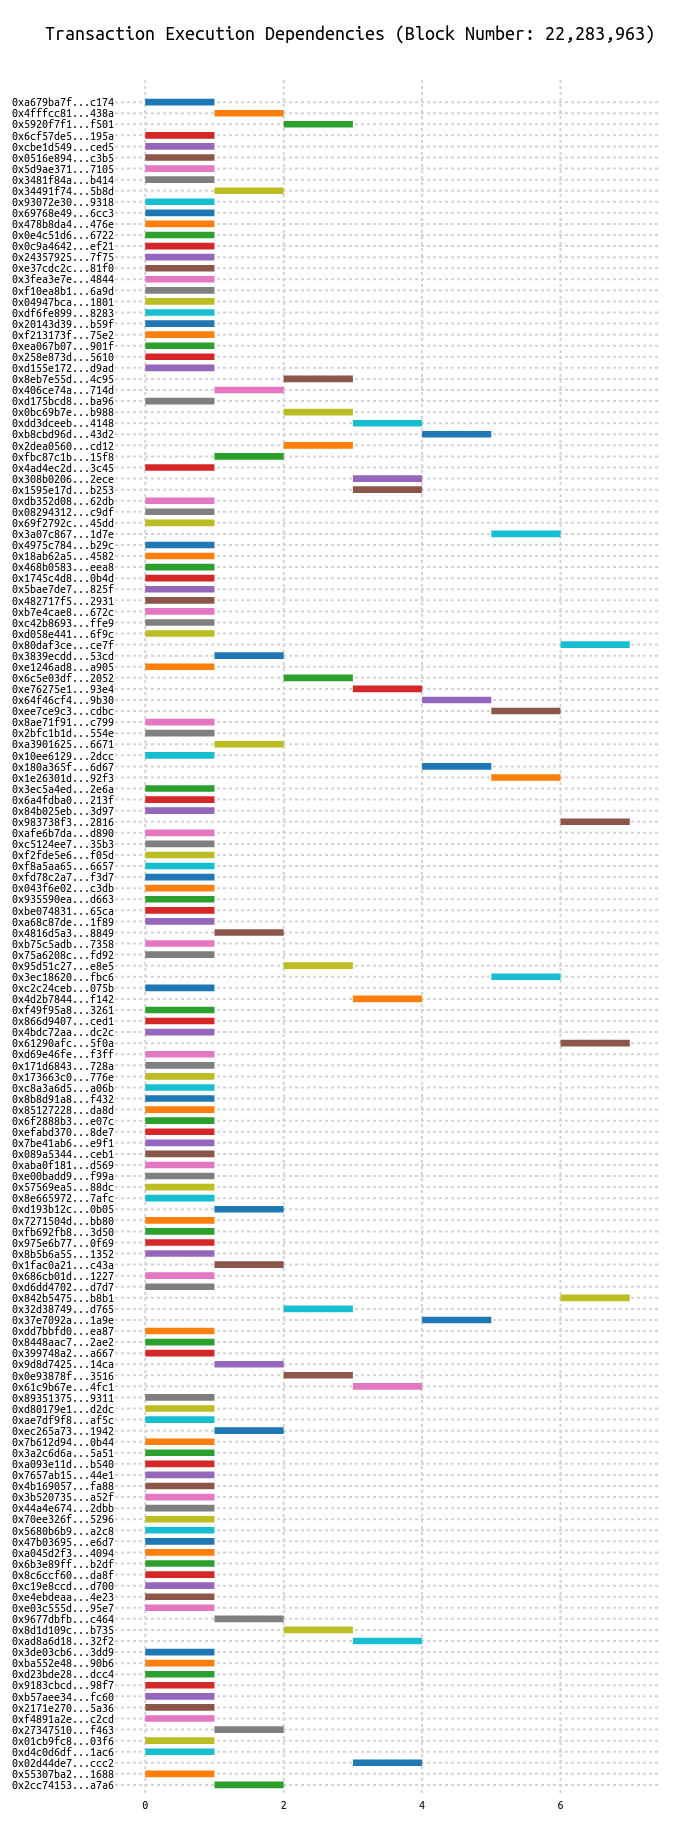 Transaction Execution Dependencies (Block Number: 22,283,963)
0xa679ba7f...c174
0x4fffcc81...438a
0x5920f7f1...f501
0x6cf57de5...195a
0xcbe1d549...ced5
0x0516e894...c3b5
0x5d9ae371...7105
0x3481f84a...b414
0x34491f74...5b8d
0x93072e30...9318
0x69768e49...6cc3
0x478b8da4...476e
0x0e4c51d6...6722
0x0c9a4642...ef21
0x24357925...7f75
0xe37cdc2c...81f0
0x3fea3e7e...4844
0xf10ea8b1...6a9d
0x04947bca...1801
0xdf6fe899...8283
0x20143d39...b59f
0xf213173f...75e2
0xea067b07...901f
0x258e873d...5610
0xd155e172...d9ad
0x8eb7e55d...4c95
0x406ce74a...714d
0xd175bcd8...ba96
0x0bc69b7e...b988
0xdd3dceeb...4148
0xb8cbd96d...43d2
0x2dea0560...cd12
0xfbc87c1b...15f8
0x4ad4ec2d...3c45
0x308b0206...2ece
0x1595e17d...b253
0xdb352d08...62db
0x08294312...c9df
0x69f2792c...45dd
0x3a07c867...1d7e
0x4975c784...b29c
0x18ab62a5...4582
0x468b0583...eea8
0x1745c4d8...0b4d
0x5bae7de7...825f
0x482717f5...2931
0xb7e4cae8...672c
0xc42b8693...ffe9
0xd058e441...6f9c
0x80daf3ce...ce7f
0x3839ecdd...53cd
0xe1246ad8...a905
0x6c5e03df...2052
0xe76275e1...93e4
0x64f46cf4...9b30
0xee7ce9c3...cdbc
0x8ae71f91...c799
0x2bfc1b1d...554e
0xa3901625...6671
0x10ee6129...2dcc
0x180a365f...6d67
0x1e26301d...92f3
0x3ec5a4ed...2e6a
0x6a4fdba0...213f
0x84b025eb...3d97
0x983738f3...2816
0xafe6b7da...d890
0xc5124ee7...35b3
0xf2fde5e6...f05d
0xf8a5aa65...6657
0xfd78c2a7...f3d7
0x043f6e02...c3db
0x935590ea...d663
0xbe074831...65ca
0xa68c87de...1f89
0x4816d5a3...8849
0xb75c5adb...7358
0x75a6208c...fd92
0x95d51c27...e8e5
0x3ec18620...fbc6
0xc2c24ceb...075b
0x4d2b7844...f142
0xf49f95a8...3261
0x866d9407...ced1
0x4bdc72aa...dc2c
0x61290afc...5f0a
0xd69e46fe...f3ff
0x171d6843...728a
0x173663c0...776e
0xc8a3a6d5...a06b
0x8b8d91a8...f432
0x85127228...da8d
0x6f2888b3...e07c
0xefabd370...8de7
0x7be41ab6...e9f1
0x089a5344...ceb1
0xaba0f181...d569
0xe00badd9...f99a
0x57569ea5...88dc
0x8e665972...7afc
0xd193b12c...0b05
0x7271504d...bb80
0xfb692fb8...3d50
0x975e6b77...0f69
0x8b5b6a55...1352
0x1fac0a21...c43a
0x686cb01d...1227
0xd6dd4702...d7d7
0x842b5475...b8b1
0x32d38749...d765
0x37e7092a...1a9e
0xdd7bbfd0...ea87
0x8448aac7...2ae2
0x399748a2...a667
0x9d8d7425...14ca
0x0e93878f...3516
0x61c9b67e...4fc1
0x89351375...9311
0xd80179e1...d2dc
0xae7df9f8...af5c
0xec265a73...1942
0x7b612d94...0b44
0x3a2c6d6a...5a51
0xa093e11d...b540
0x7657ab15...44e1
0x4b169057...fa88
0x3b520735...a52f
0x44a4e674...2dbb
0x70ee326f...5296
0x5680b6b9...a2c8
0x47b03695...e6d7
0xa045d2f3...4094
0x6b3e89ff...b2df
0x8c6ccf60...da8f
0xc19e8ccd...d700
0xe4ebdeaa...4e23
0xe03c555d...95e7
0x9677dbfb...c464
0x8d1d109c...b735
0xad8a6d18...32f2
0x3de03cb6...3dd9
0xba552e48...90b6
0xd23bde28...dcc4
0x9183cbcd...98f7
0xb57aee34...fc60
0x2171e270...5a36
0xf4891a2e...c2cd
0x27347510...f463
0x01cb9fc8...03f6
0xd4c0d6df...1ac6
0x02d44de7...ccc2
0x55307ba2...1688
0x2cc74153...a7a6
0 2 4 6